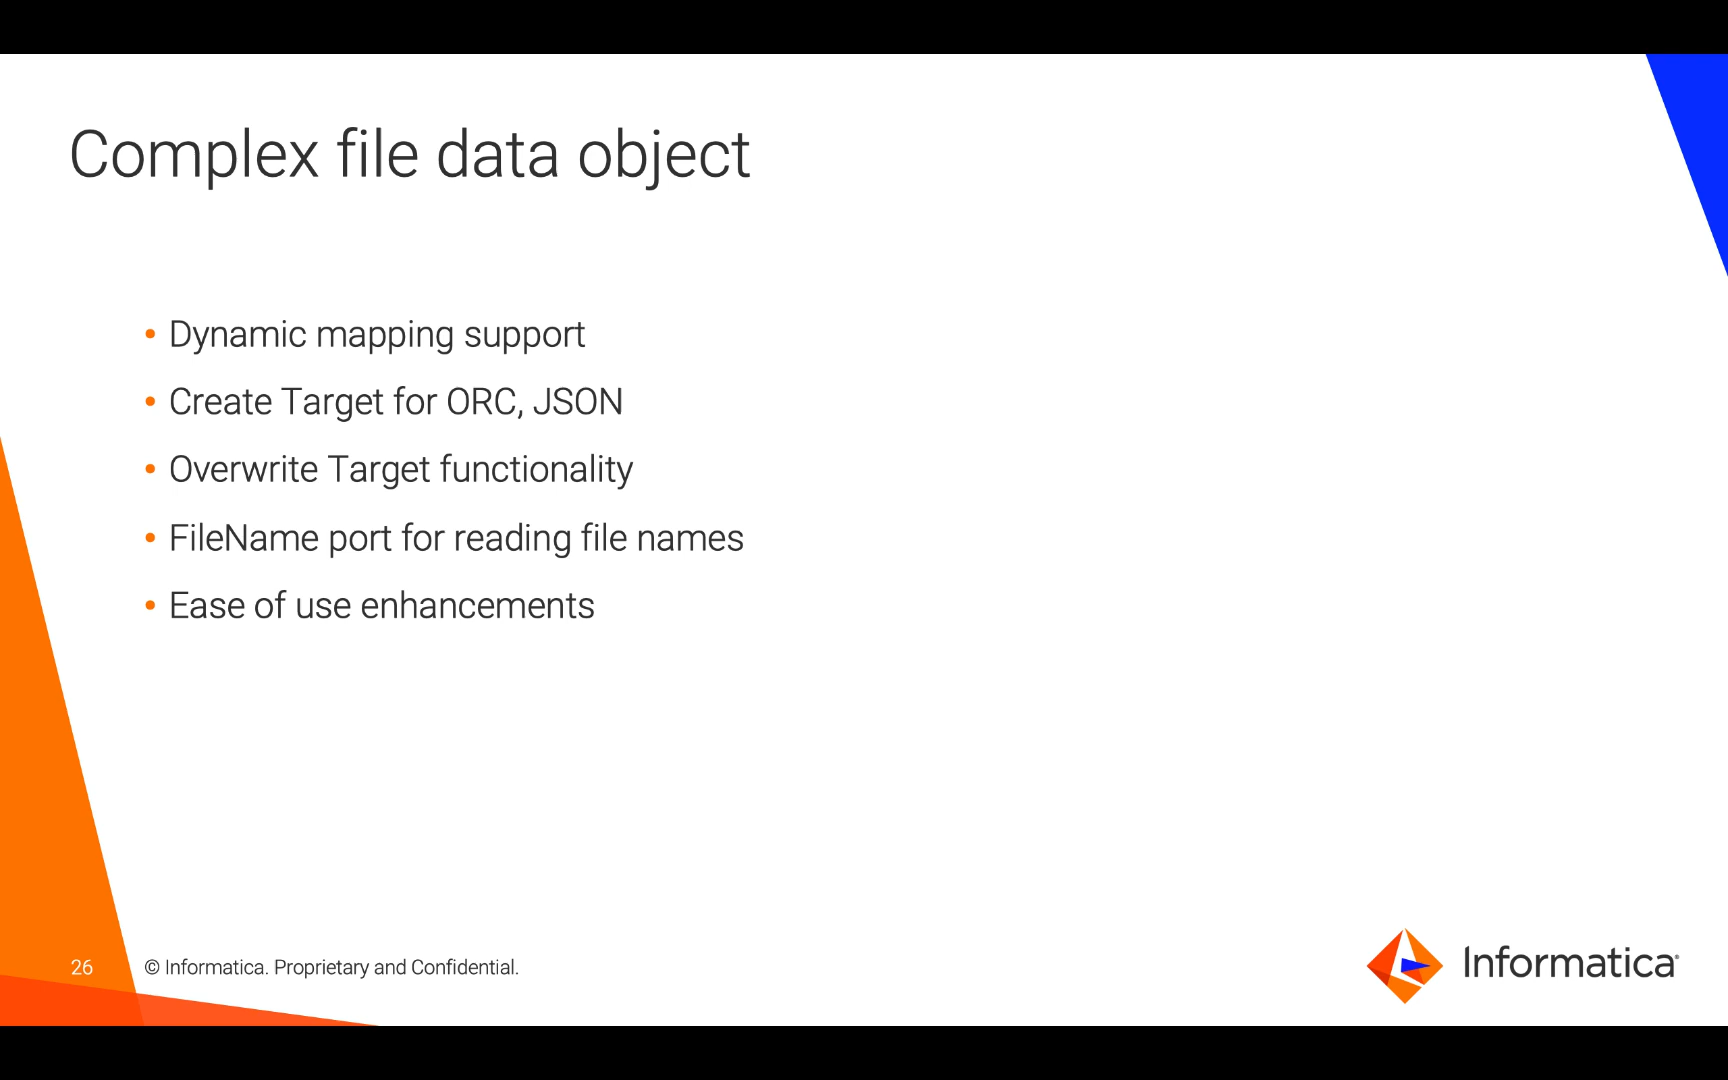 Complex file data object
• Dynamic mapping support
• Create Target for ORC, JSON
• Overwrite Target functionality
• FileName port for reading file names
• Ease of use enhancements
26
© Informatica. Proprietary and Confidential.
Informatica®